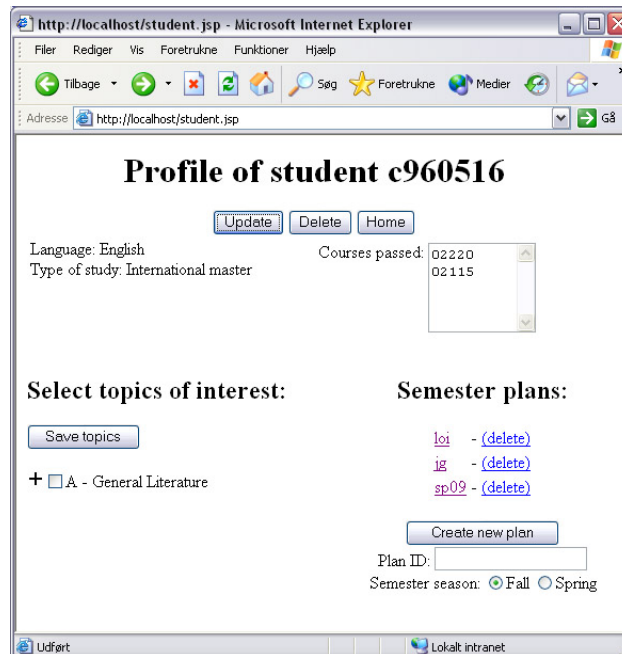 http://localhost/student.jsp - Microsoft Internet Explorer
Filer Rediger Vis Foretrukne Funktioner Hjælp
Tilbage Søg Foretrukne Medier
Adresse http://localhost/student.jsp Gå
Profile of student c960516
Update Delete Home
Language: English
Type of study: International master
Courses passed: 02220
02115
Select topics of interest:
Save topics
+ A - General Literature
Semester plans:
loi - (delete)
jg - (delete)
sp09 - (delete)
Create new plan
Plan ID:
Semester season: Fall Spring
Udført Lokalt intranet